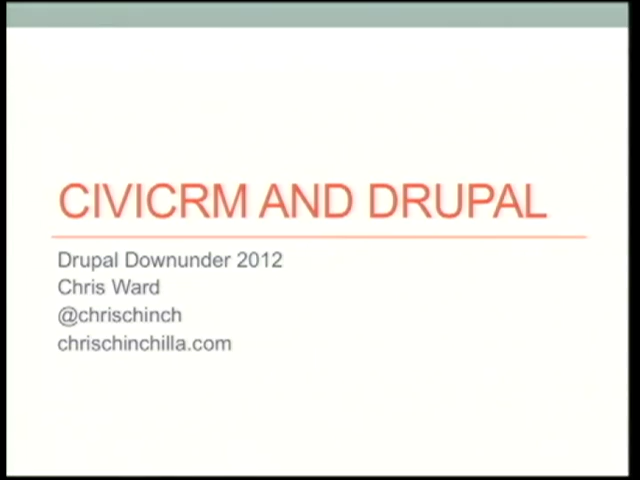 CIVICRM AND DRUPAL
Drupal Downunder 2012
Chris Ward
@chrischinch
chrischinchilla.com